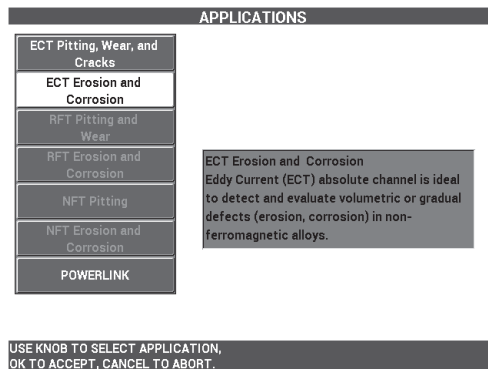 APPLICATIONS
ECT Pitting, Wear, and
Cracks
ECT Erosion and
Corrosion
RFT Pitting and
Wear
RFT Erosion and
Corrosion
NFT Pitting
NFT Erosion and
Corrosion
POWERLINK
ECT Erosion and Corrosion
Eddy Current (ECT) absolute channel is ideal
to detect and evaluate volumetric or gradual
defects (erosion, corrosion) in non-
ferromagnetic alloys.
USE KNOB TO SELECT APPLICATION,
OK TO ACCEPT, CANCEL TO ABORT.